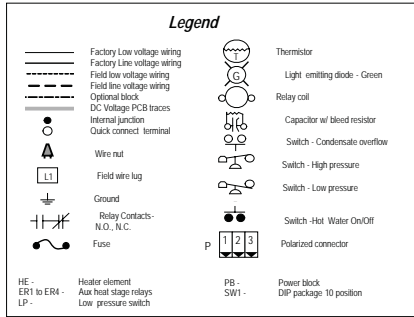 Legend
Factory Low voltage wiring
Factory Line voltage wiring
Field low voltage wiring
Field line voltage wiring
Optional block
DC Voltage PCB traces
Internal junction
Quick connect terminal
Wire nut
L1 Field wire lug
Ground
Relay Contacts-
N.O., N.C.
Fuse
T Thermistor
G Light emitting diode - Green
Relay coil
Capacitor w/ bleed resistor
Switch - Condensate overflow
Switch - High pressure
Switch - Low pressure
Switch -Hot Water On/Off
P 1 2 3 Polarized connector
HE - Heater element
ER1 to ER4 - Aux heat stage relays
LP - Low pressure switch
PB - Power block
SW1 - DIP package 10 position